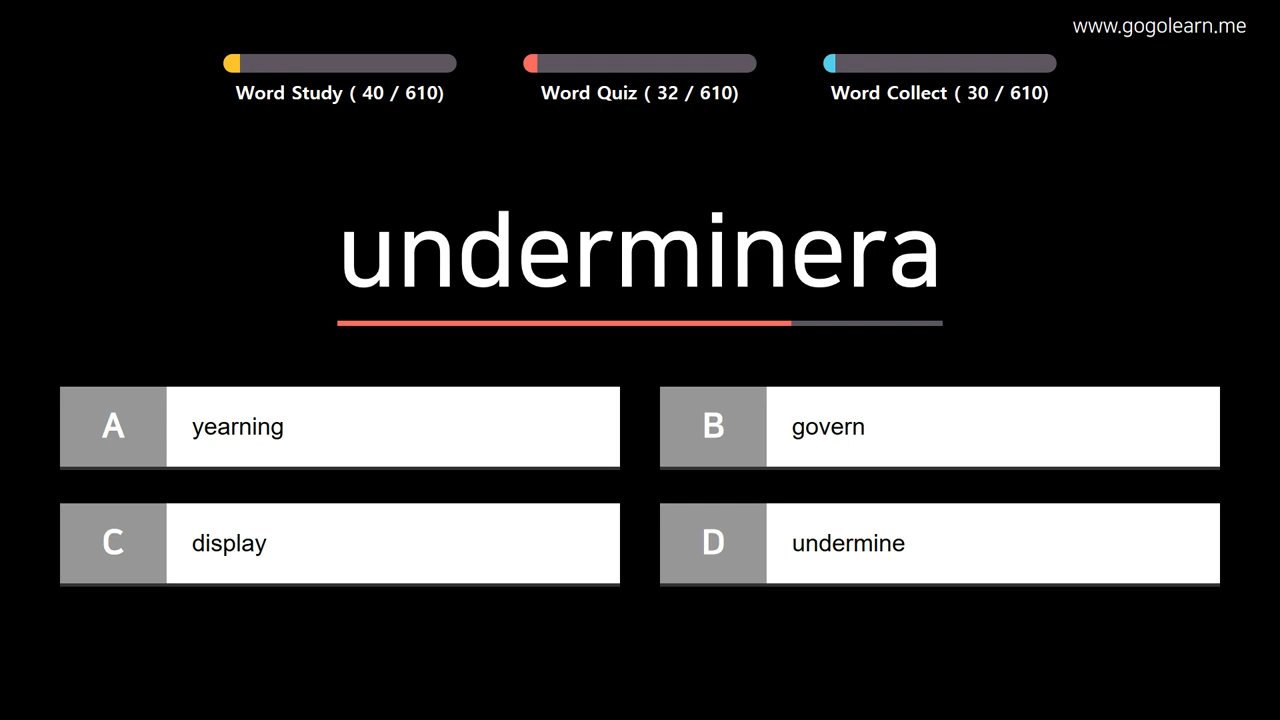 www.gogolearn.me
Word Study ( 40 / 610)
Word Quiz ( 32 / 610)
Word Collect ( 30 / 610)
underminera
A yearning
B govern
C display
D undermine